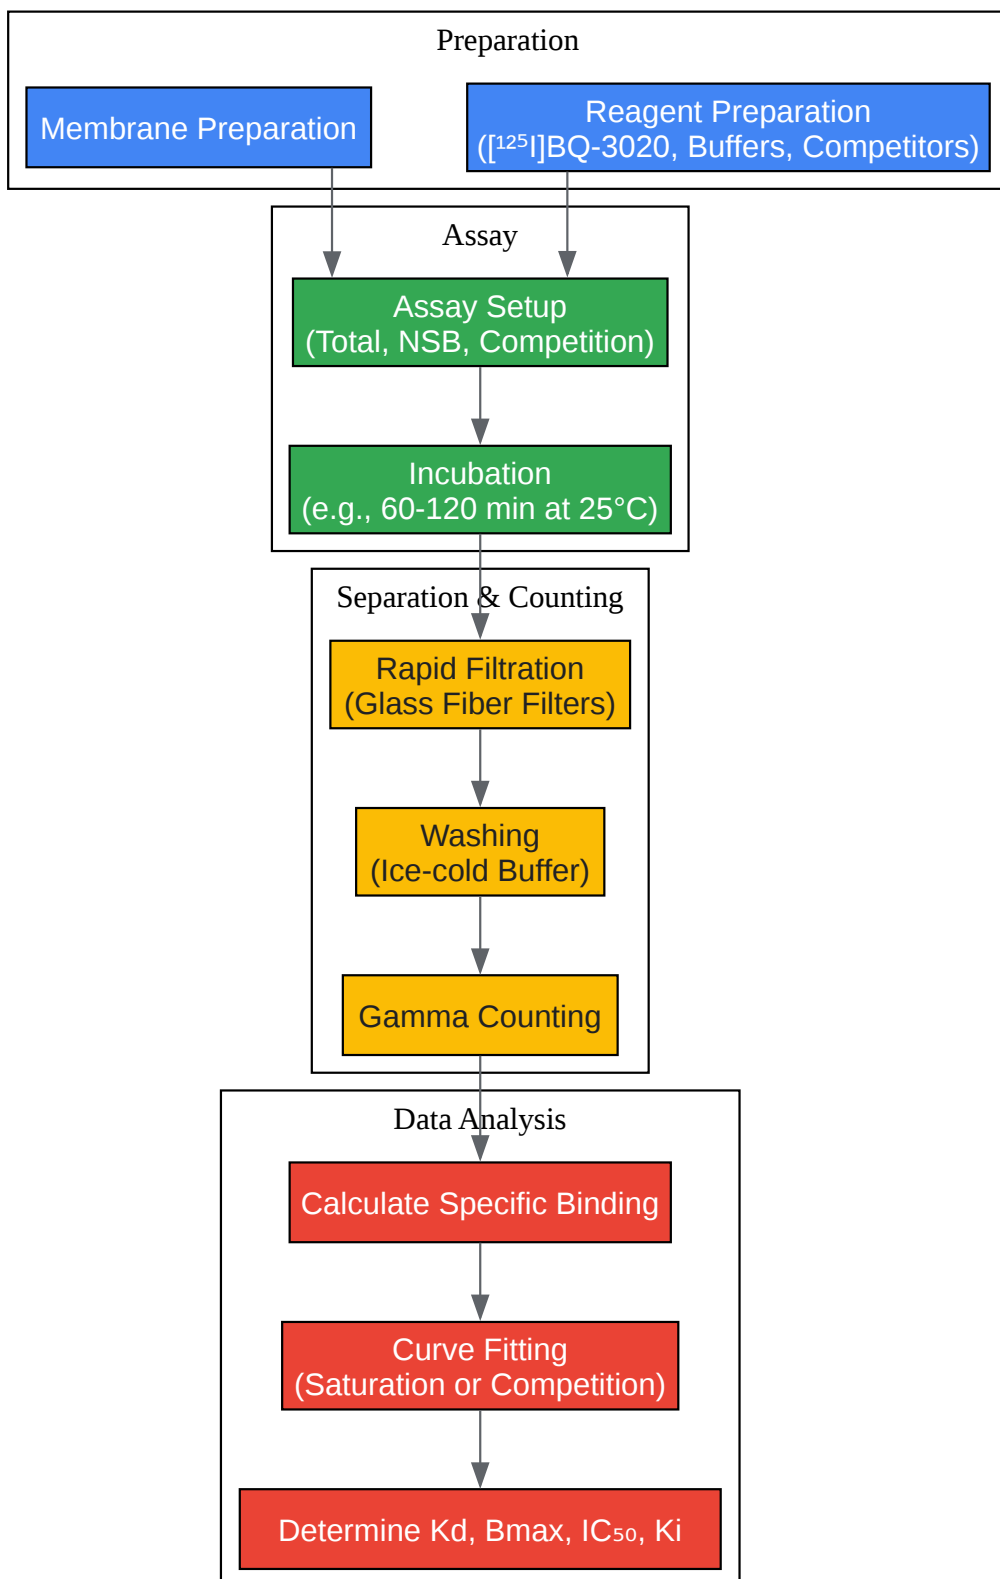 Preparation
Membrane Preparation
Reagent Preparation
([¹²⁵I]BQ-3020, Buffers, Competitors)
Assay
Assay Setup
(Total, NSB, Competition)
Incubation
(e.g., 60-120 min at 25°C)
Separation & Counting
Rapid Filtration
(Glass Fiber Filters)
Washing
(Ice-cold Buffer)
Gamma Counting
Data Analysis
Calculate Specific Binding
Curve Fitting
(Saturation or Competition)
Determine Kd, Bmax, IC₅₀, Ki